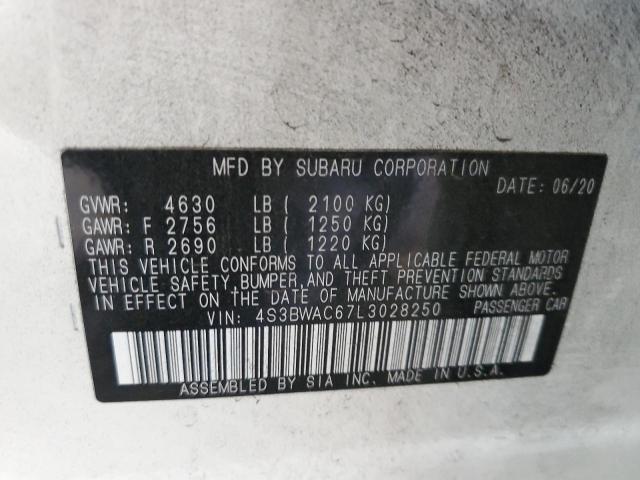 MFD BY SUBARU CORPORATION
DATE: 06/20
GVWR: 4630 LB ( 2100 KG)
GAWR: F 2756 LB ( 1250 KG)
GAWR: R 2690 LB ( 1220 KG)
THIS VEHICLE CONFORMS TO ALL APPLICABLE FEDERAL MOTOR
VEHICLE SAFETY, BUMPER, AND THEFT PREVENTION STANDARDS
IN EFFECT ON THE DATE OF MANUFACTURE SHOWN ABOVE.
VIN: 4S3BWAC67L3028250 PASSENGER CAR
ASSEMBLED BY SIA INC. MADE IN U.S.A.